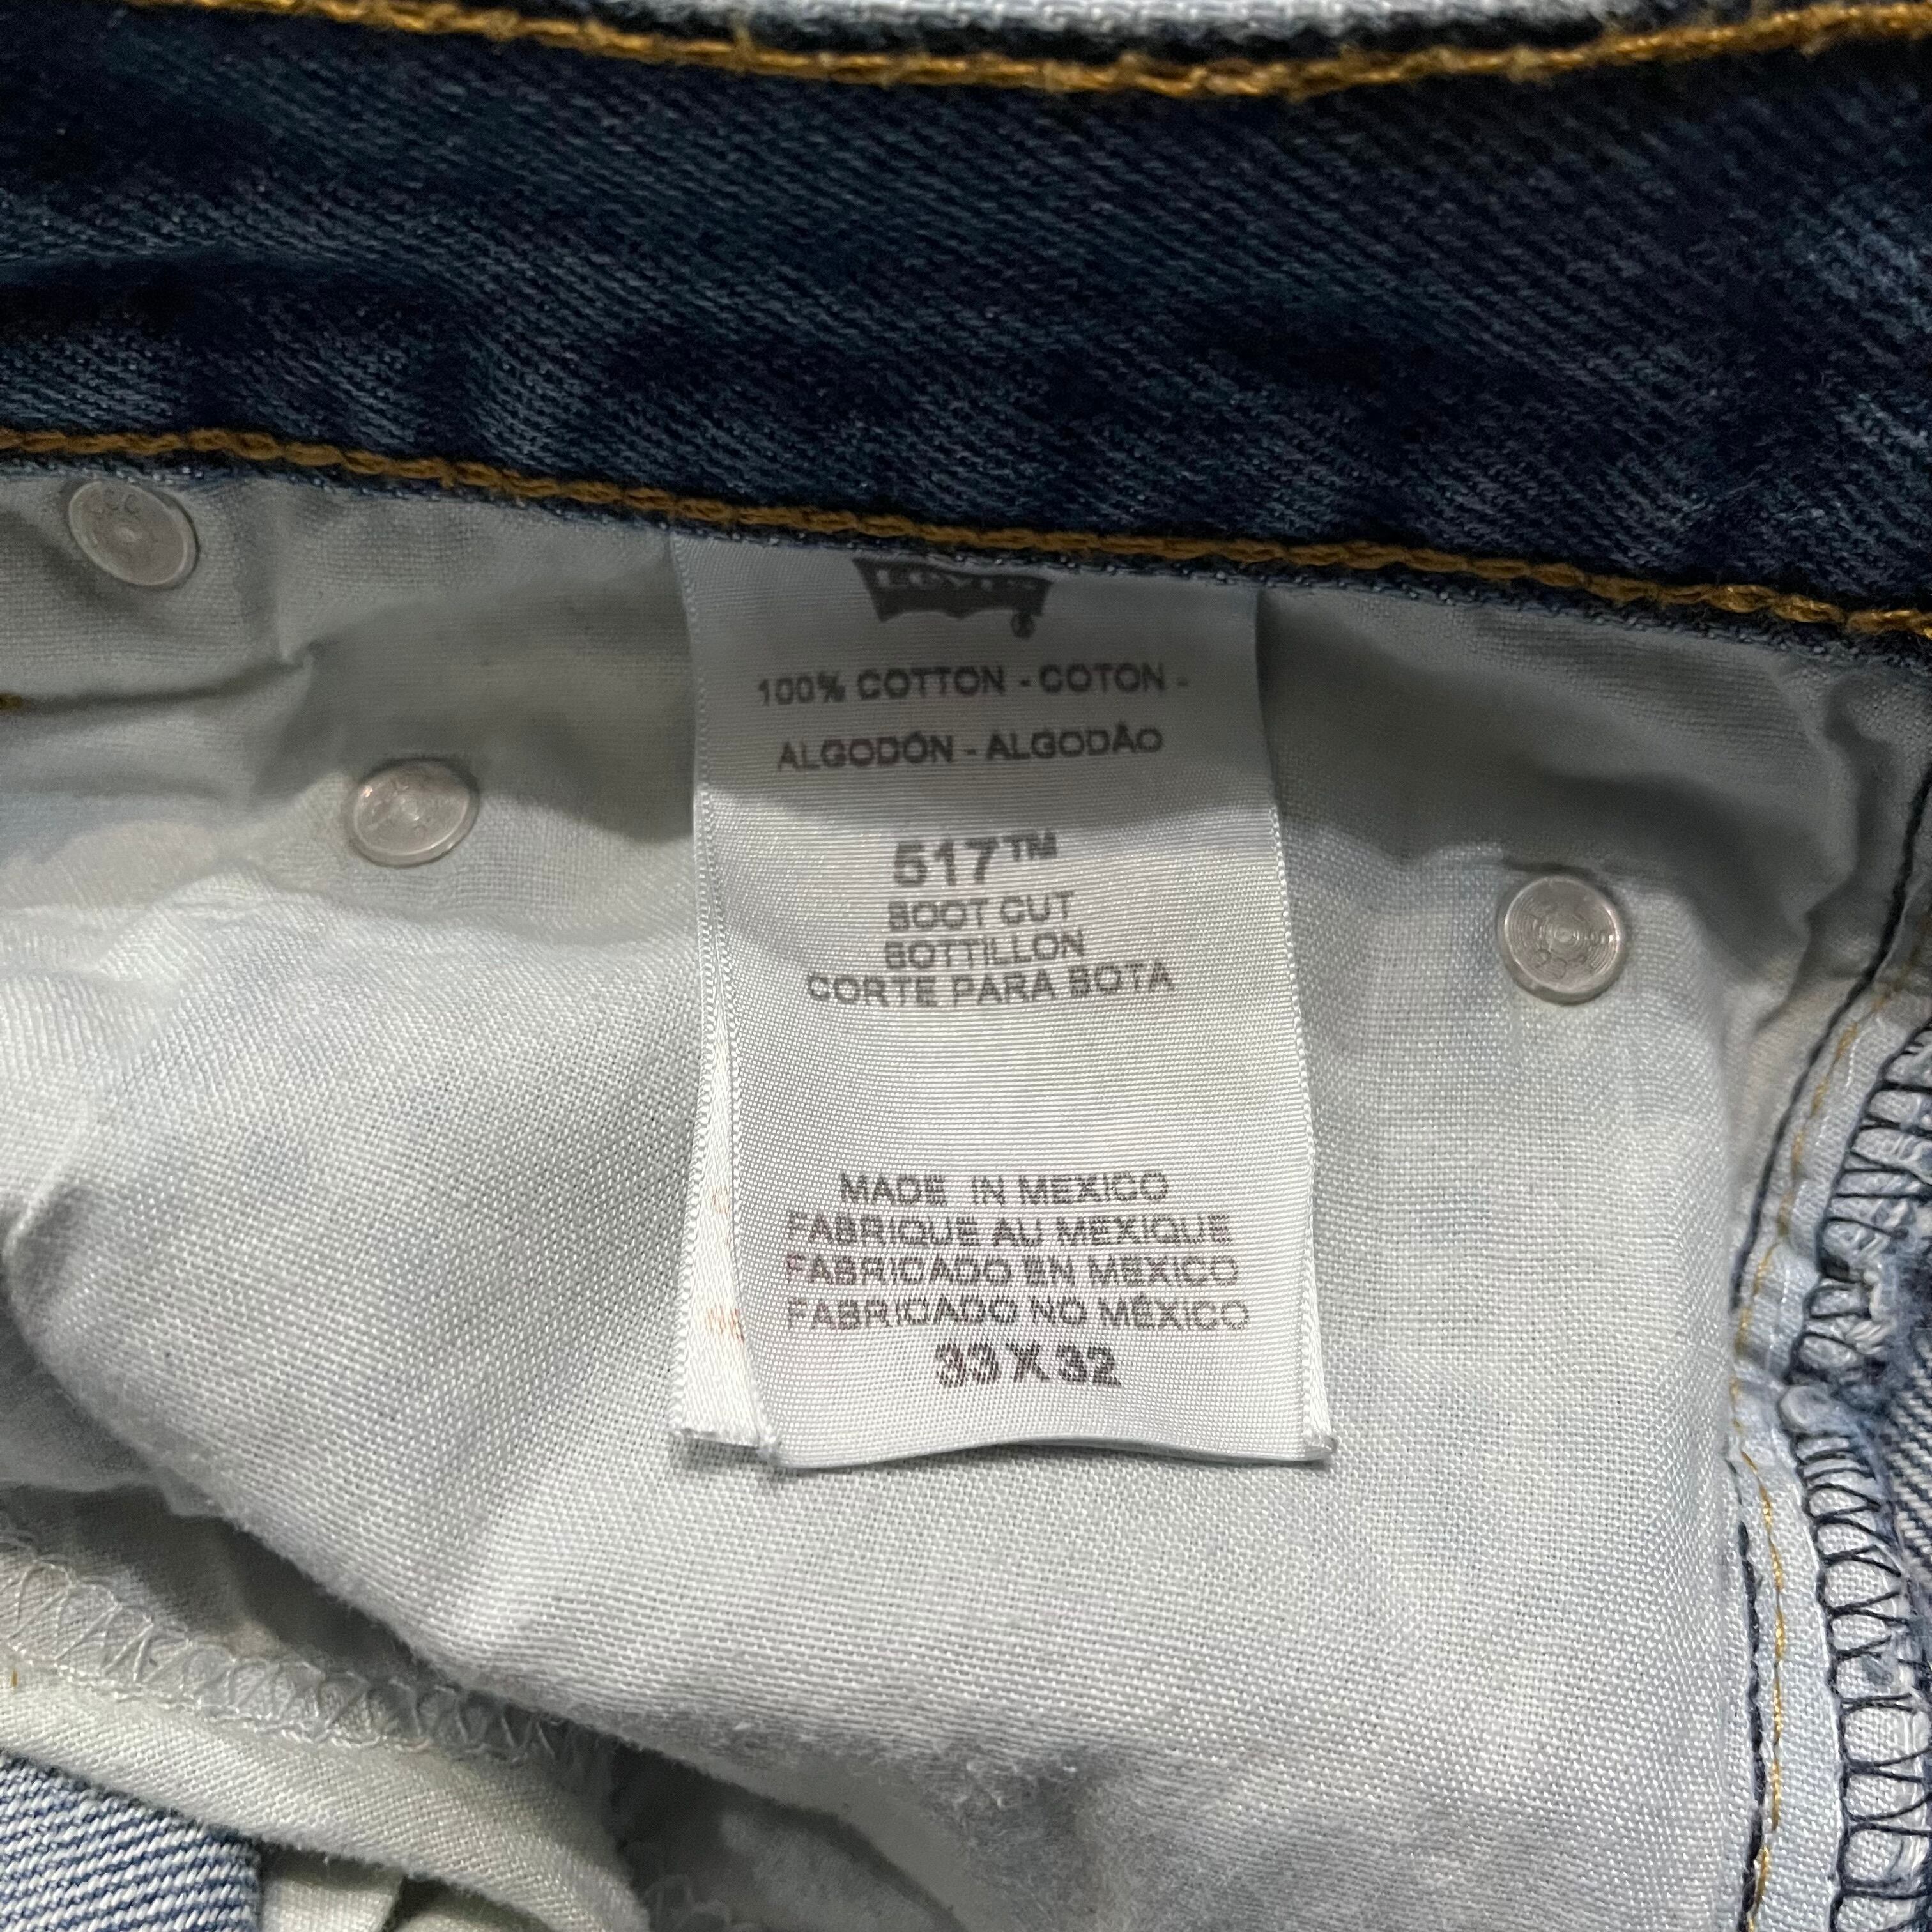 LEVI'S ®
100% COTTON - COTON -
ALGODÓN - ALGODÃO
517™
BOOT CUT
BOTTILLON
CORTE PARA BOTA
MADE IN MEXICO
FABRIQUE AU MEXIQUE
FABRICADO EN MEXICO
FABRICADO NO MÉXICO
33 X 32